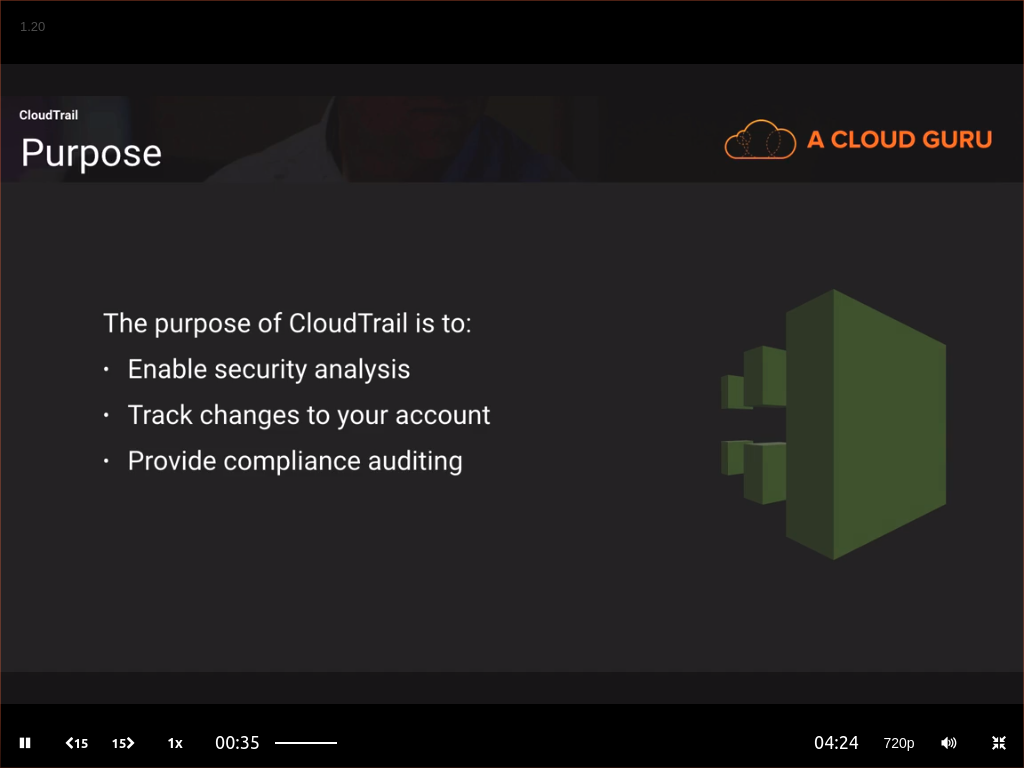 1.20
CloudTrail
Purpose
A CLOUD GURU
The purpose of CloudTrail is to:
• Enable security analysis
• Track changes to your account
• Provide compliance auditing
15 15 1x 00:35 04:24 720p